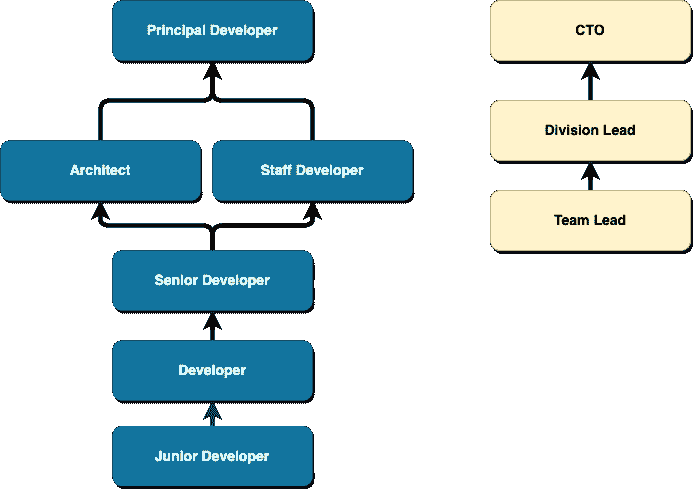 Principal Developer
CTO
Division Lead
Architect
Staff Developer
Team Lead
Senior Developer
Developer
Junior Developer